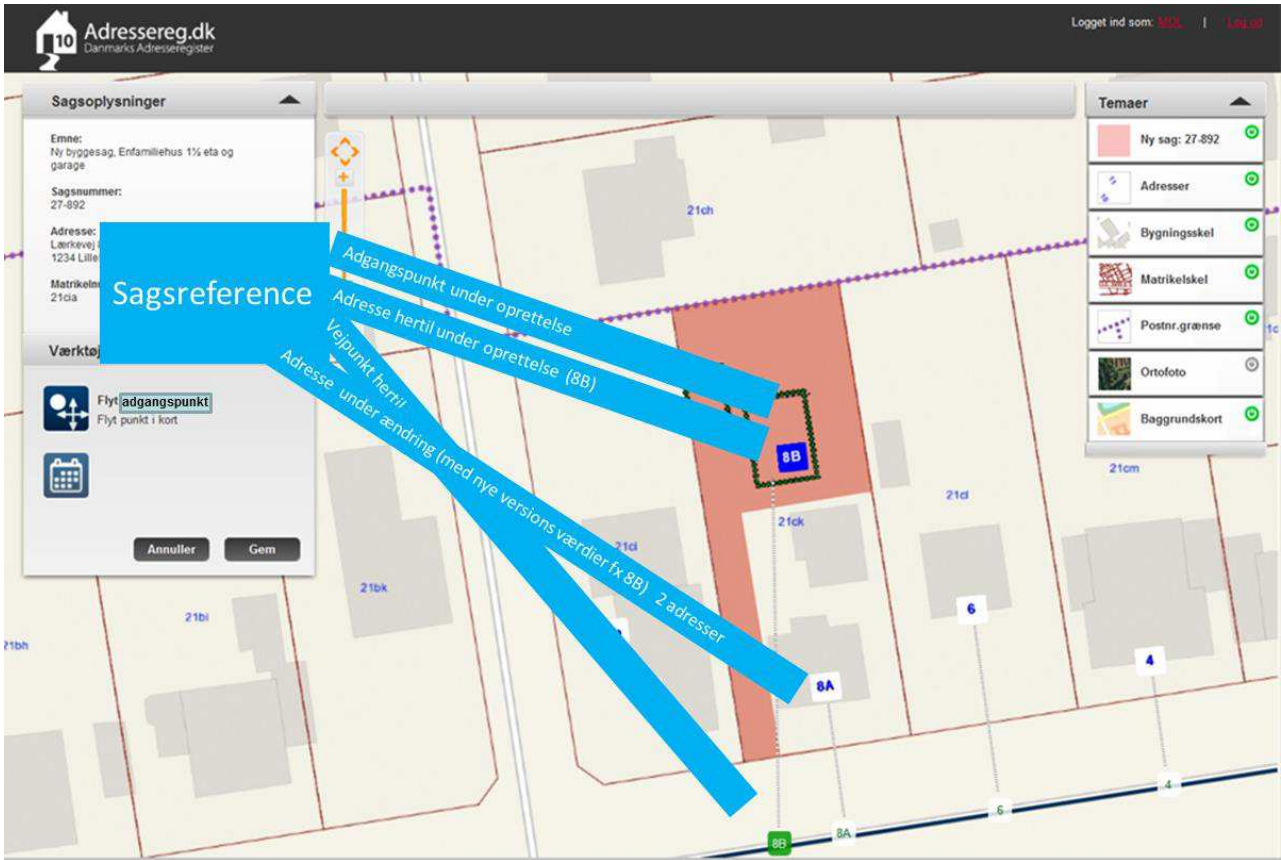 10
Adressereg.dk
Danmarks Adresseregister
Logget ind som: MOL | Log ud
Sagsoplysninger
Emne:
Ny byggesag, Enfamiliehus 1½ eta og
garage
Sagsnummer:
27-892
Adresse:
Lærkevej
1234 Lille
21cia
Værktøj
Flyt adgangspunkt
Flyt punkt i kort
Annuller
Gem
Sagsreference
Adgangspunkt under oprettelse
Adresse hertil under oprettelse (8B)
Vejpunkt hertil
Adresse under ændring (med nye versions værdier fx 8B) 2 adresser
Temaer
Ny sag: 27-892
Adresser
Bygningsskel
Matrikelskel
Postnr.grænse
Ortofoto
Baggrundskort
21ch
8B
21cm
21cl
21ck
21ci
21bk
21bi
21bh
6
4
8A
4
6
8A
8B